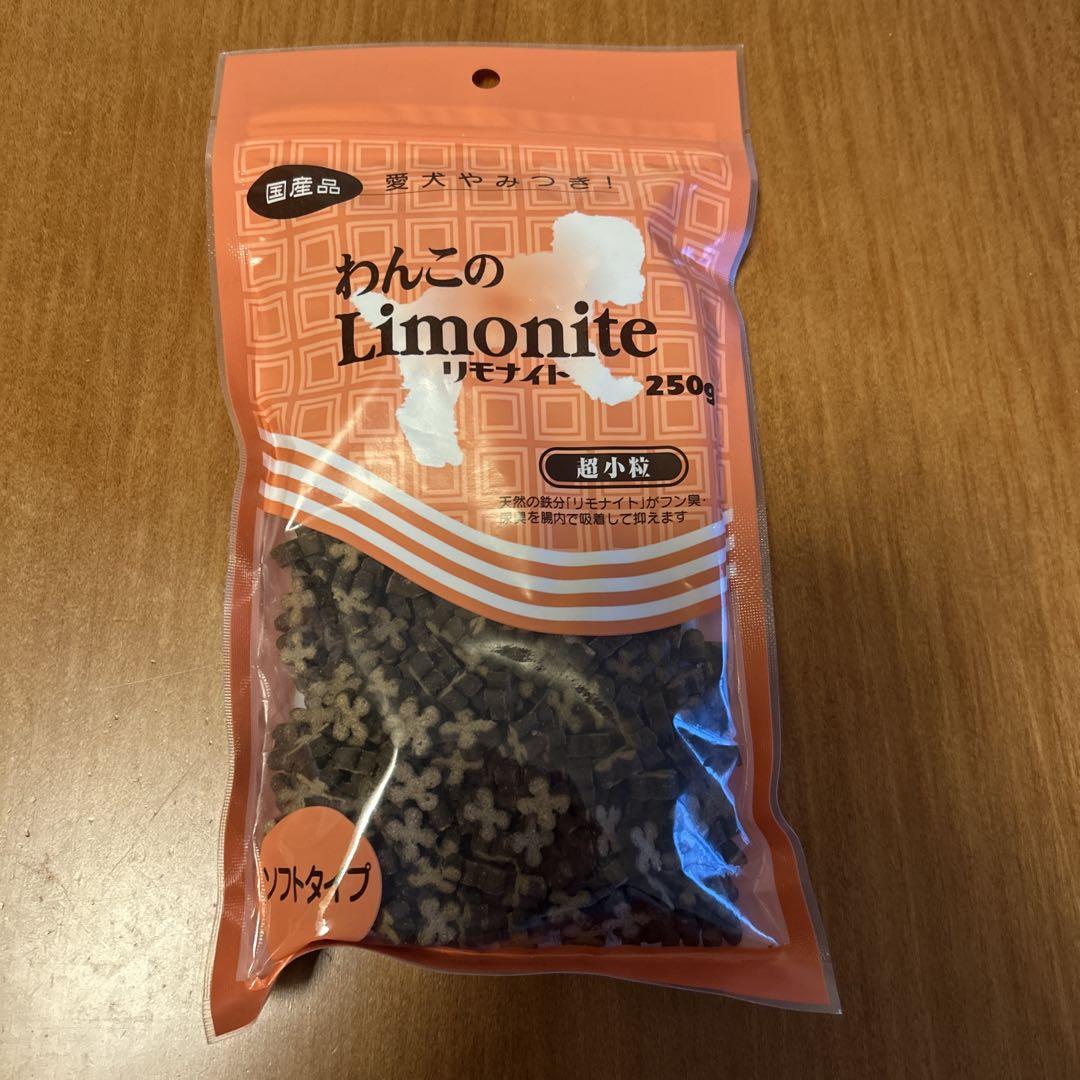 国産品
愛犬やみつき！
わんこの
Limonite
リモナイト
250g
超小粒
天然の鉄分「リモナイト」がフン臭・
尿臭を腸内で吸着して抑えます
ソフトタイプ